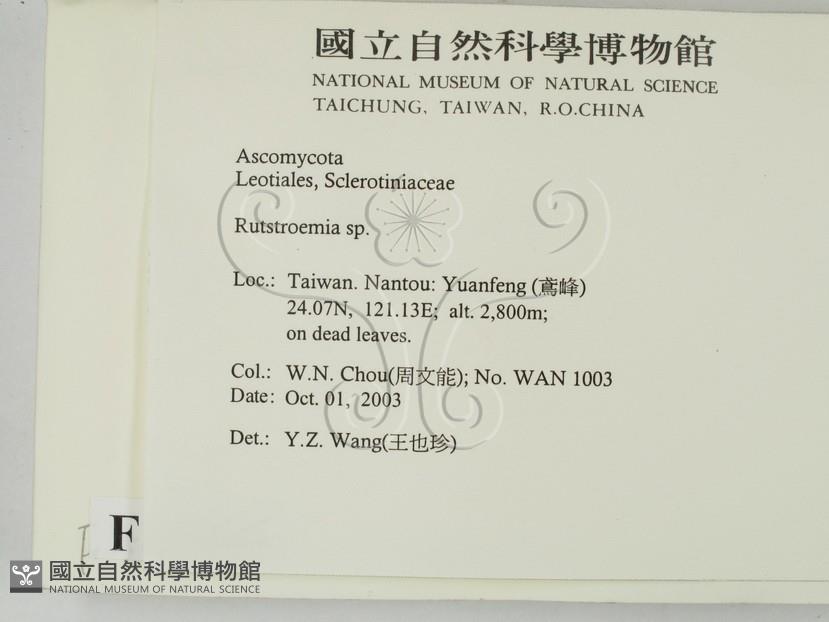 國立自然科學博物館
NATIONAL MUSEUM OF NATURAL SCIENCE
TAICHUNG, TAIWAN, R.O.CHINA
Ascomycota
Leotiales, Sclerotiniaceae
Rutstroemia sp.
Loc.: Taiwan. Nantou: Yuanfeng (鳶峰)
24.07N, 121.13E; alt. 2,800m;
on dead leaves.
Col.: W.N. Chou(周文能); No. WAN 1003
Date: Oct. 01, 2003
Det.: Y.Z. Wang(王也珍)
F
國立自然科學博物館
NATIONAL MUSEUM OF NATURAL SCIENCE